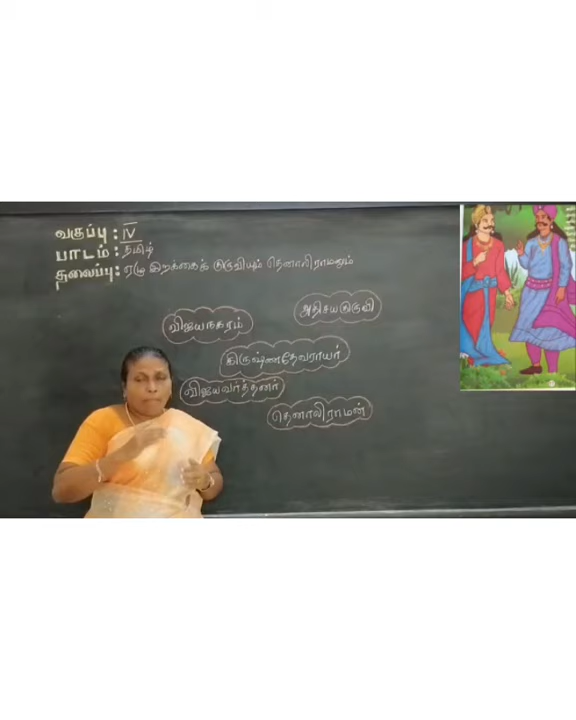 வகுப்பு : IV
பாடம் : தமிழ்
தலைப்பு : ஏழு இறக்கைக் குருவியும் தெனாலிராமனும்
அதிசயகுருவி
விஜயநகரம்
கிருஷ்ணதேவராயர்
விஜயவர்த்தனர்
தெனாலிராமன்